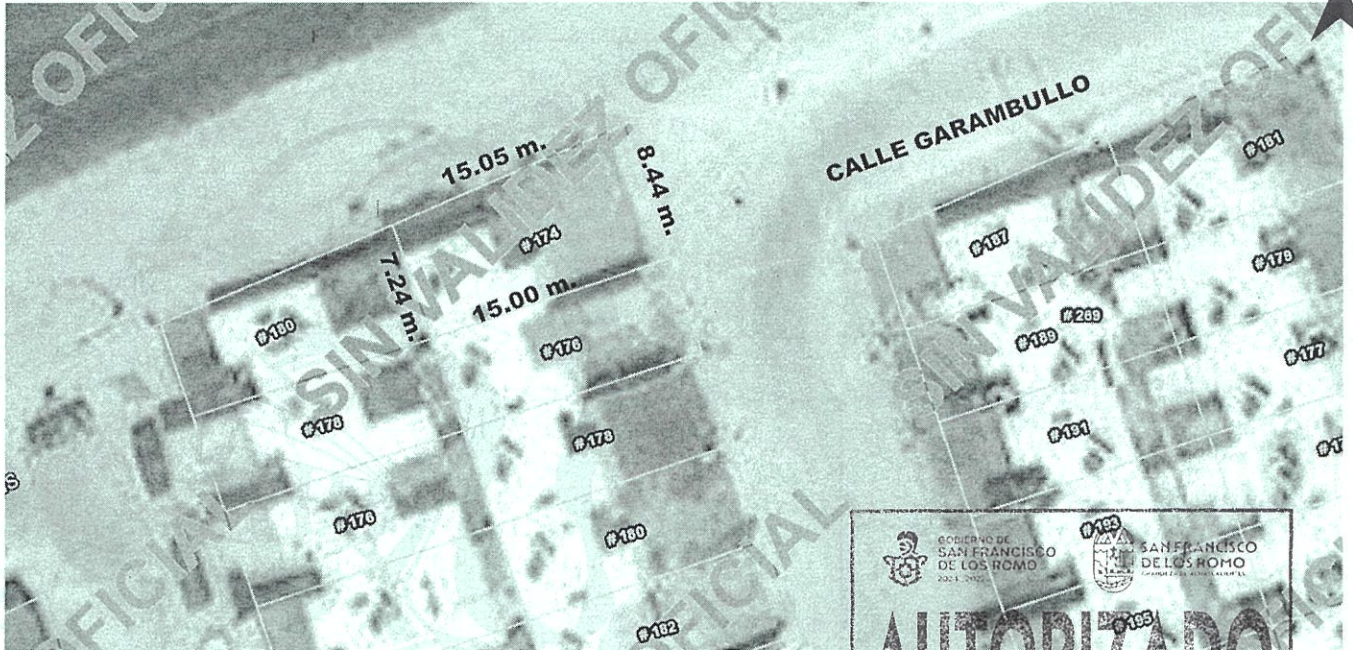 SIN VALIDEZ OFICIAL
15.05 m.
8.44 m.
7.24 m.
15.00 m.
CALLE GARAMBULLO
#174
#180
#176
#178
#178
#176
#180
#182
#181
#187
#179
#289
#189
#177
#191
#193
#195
GOBIERNO DE
SAN FRANCISCO
DE LOS ROMO
SAN FRANCISCO
DE LOS ROMO
AUTORIZADO